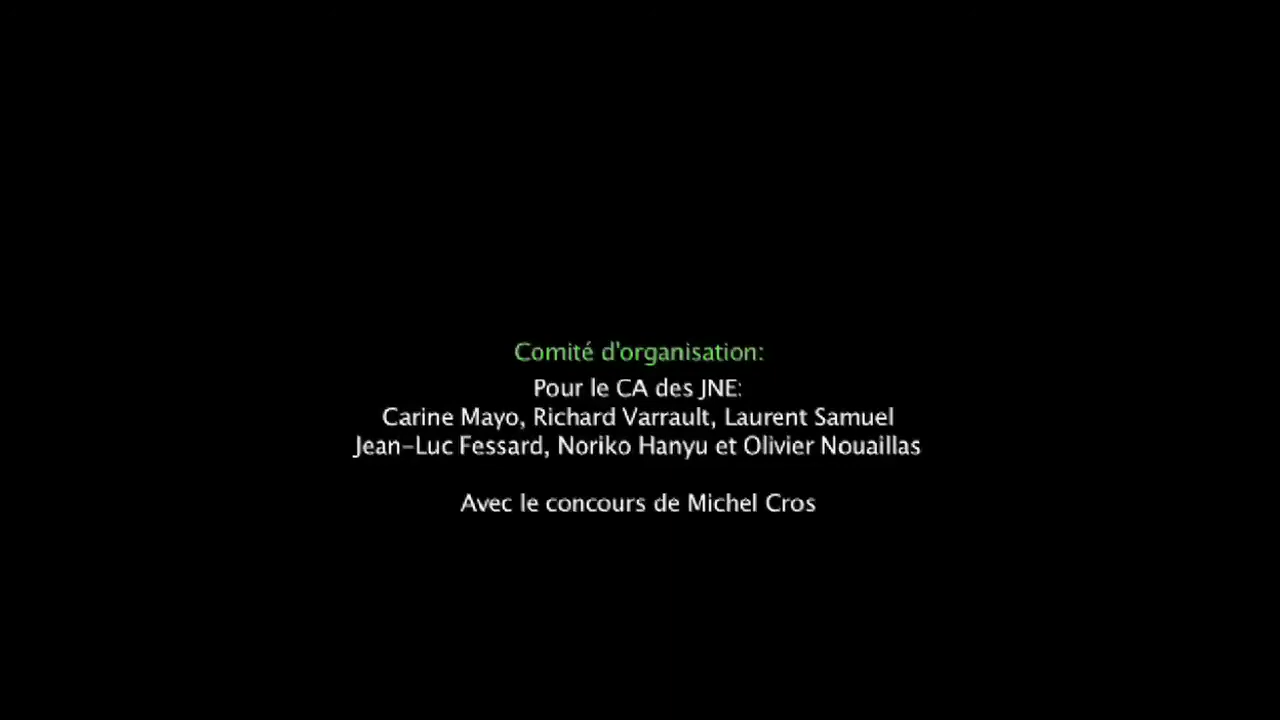 Comité d'organisation:
Pour le CA des JNE:
Carine Mayo, Richard Varrault, Laurent Samuel
Jean-Luc Fessard, Noriko Hanyu et Olivier Nouaillas
Avec le concours de Michel Cros